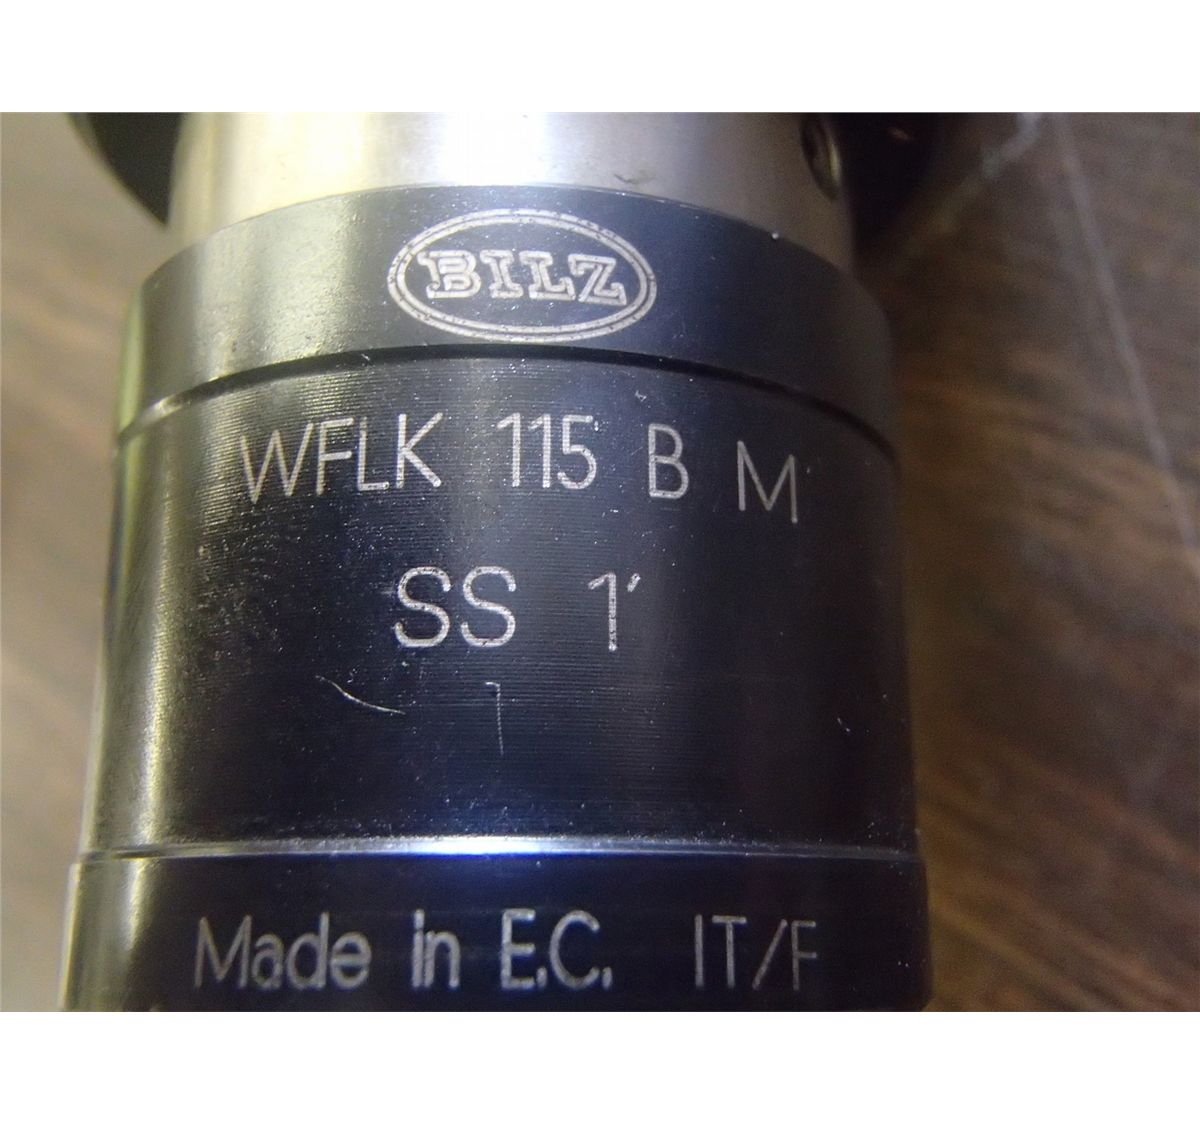 BILZ
WFLK 115 B M
SS 1'
Made in E.C. IT/F